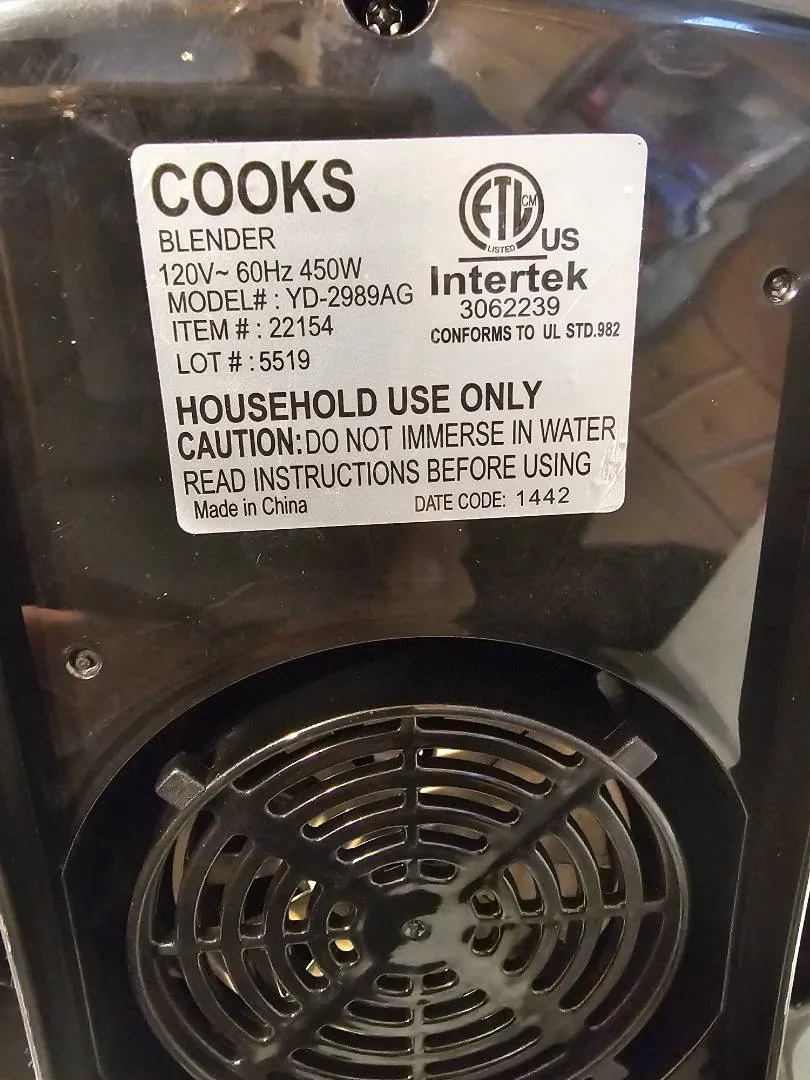 COOKS
BLENDER
120V~ 60Hz 450W
MODEL# : YD-2989AG
ITEM # : 22154
LOT # : 5519
ETL CM
LISTED
US
Intertek
3062239
CONFORMS TO UL STD.982
HOUSEHOLD USE ONLY
CAUTION: DO NOT IMMERSE IN WATER
READ INSTRUCTIONS BEFORE USING
Made in China DATE CODE: 1442